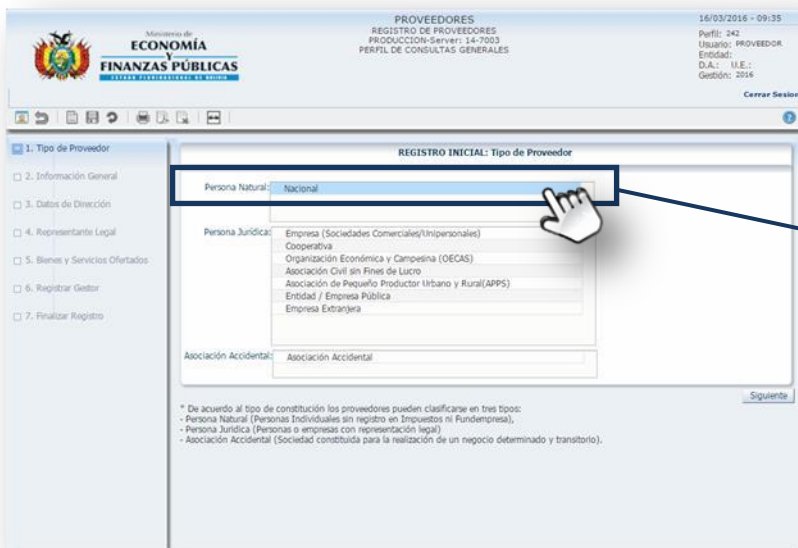 Ministerio de
ECONOMÍA
Y
FINANZAS PÚBLICAS
ESTADO PLURINACIONAL DE BOLIVIA
PROVEEDORES
REGISTRO DE PROVEEDORES
PRODUCCION-Server: 14-7003
PERFIL DE CONSULTAS GENERALES
16/03/2016 - 09:35
Perfil: 242
Usuario: PROVEEDOR
Entidad:
D.A.: U.E.:
Gestión: 2016
Cerrar Sesion
1. Tipo de Proveedor
2. Información General
3. Datos de Dirección
4. Representante Legal
5. Bienes y Servicios Ofertados
6. Registrar Gestor
7. Finalizar Registro
REGISTRO INICIAL: Tipo de Proveedor
Persona Natural: Nacional
Persona Jurídica: Empresa (Sociedades Comerciales/Unipersonales)
Cooperativa
Organización Económica y Campesina (OECAS)
Asociación Civil sin Fines de Lucro
Asociación de Pequeño Productor Urbano y Rural(APPS)
Entidad / Empresa Pública
Empresa Extranjera
Asociación Accidental: Asociación Accidental
Siguiente
* De acuerdo al tipo de constitución los proveedores pueden clasificarse en tres tipos:
- Persona Natural (Personas Individuales sin registro en Impuestos ni Fundempresa),
- Persona Jurídica (Personas o empresas con representación legal)
- Asociación Accidental (Sociedad constituida para la realización de un negocio determinado y transitorio).